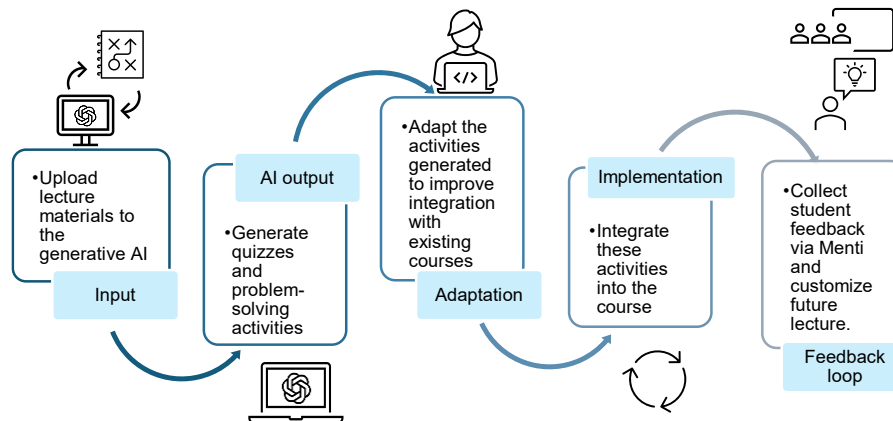 •Upload
lecture
materials to
the
generative AI
Input
AI output
•Generate
quizzes
and
problem-
solving
activities
</>
•Adapt the
activities
generated
to improve
integration
with
existing
courses
Adaptation
Implementation
•Integrate
these
activities
into the
course
•Collect
student
feedback
via Menti
and
customize
future
lecture.
Feedback
loop